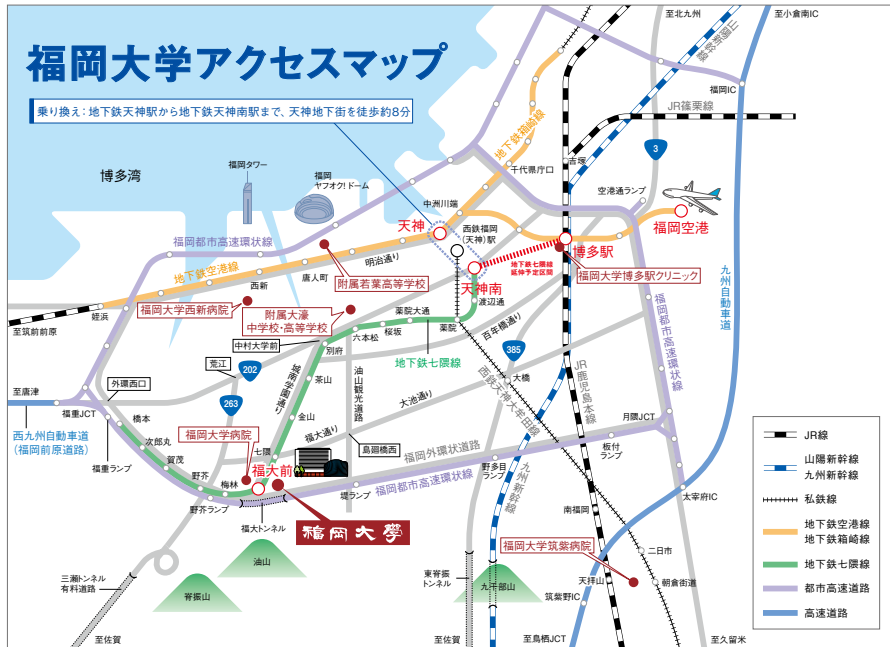 福岡大学アクセスマップ
乗り換え：地下鉄天神駅から地下鉄天神南駅まで、天神地下街を徒歩約8分
至北九州
至小倉南IC
山陽新幹線
福岡IC
JR篠栗線
地下鉄箱崎線
千代県庁口
吉塚
3
空港通ランプ
博多湾
福岡タワー
福岡
ヤフオク!ドーム
中洲川端
天神
西鉄福岡
(天神)駅
福岡空港
博多駅
福岡都市高速環状線
明治通り
地下鉄空港線
西新
唐人町
附属若葉高等学校
地下鉄七隈線
延伸予定区間
福岡大学博多駅クリニック
天神南
渡辺通
九州自動車道
姪浜
至筑前前原
福岡大学西新病院
附属大濠
中学校・高等学校
中村大学前
別府
六本松
桜坂
薬院大通
薬院
百年橋通り
福岡都市高速環状線
地下鉄七隈線
385
荒江
202
263
茶山
城南学園通り
油山観光道路
大池通り
大橋
西鉄天神大牟田線
JR鹿児島本線
至唐津
外環西口
福重JCT
西九州自動車道
(福岡前原道路)
福重ランプ
橋本
次郎丸
賀茂
野芥
梅林
野芥ランプ
福岡大学病院
金山
七隈
福大前
福大通り
島廻橋西
福岡外環状道路
福岡都市高速環状線
堤ランプ
野多目
ランプ
板付
ランプ
月隈JCT
太宰府IC
福岡大學
福大トンネル
油山
脊振山
三瀬トンネル
有料道路
至佐賀
東脊振
トンネル
至佐賀
九千部山
九州新幹線
南福岡
福岡大学筑紫病院
天拝山
筑紫野IC
至鳥栖JCT
二日市
朝倉街道
至久留米
JR線
山陽新幹線
九州新幹線
私鉄線
地下鉄空港線
地下鉄箱崎線
地下鉄七隈線
都市高速道路
高速道路